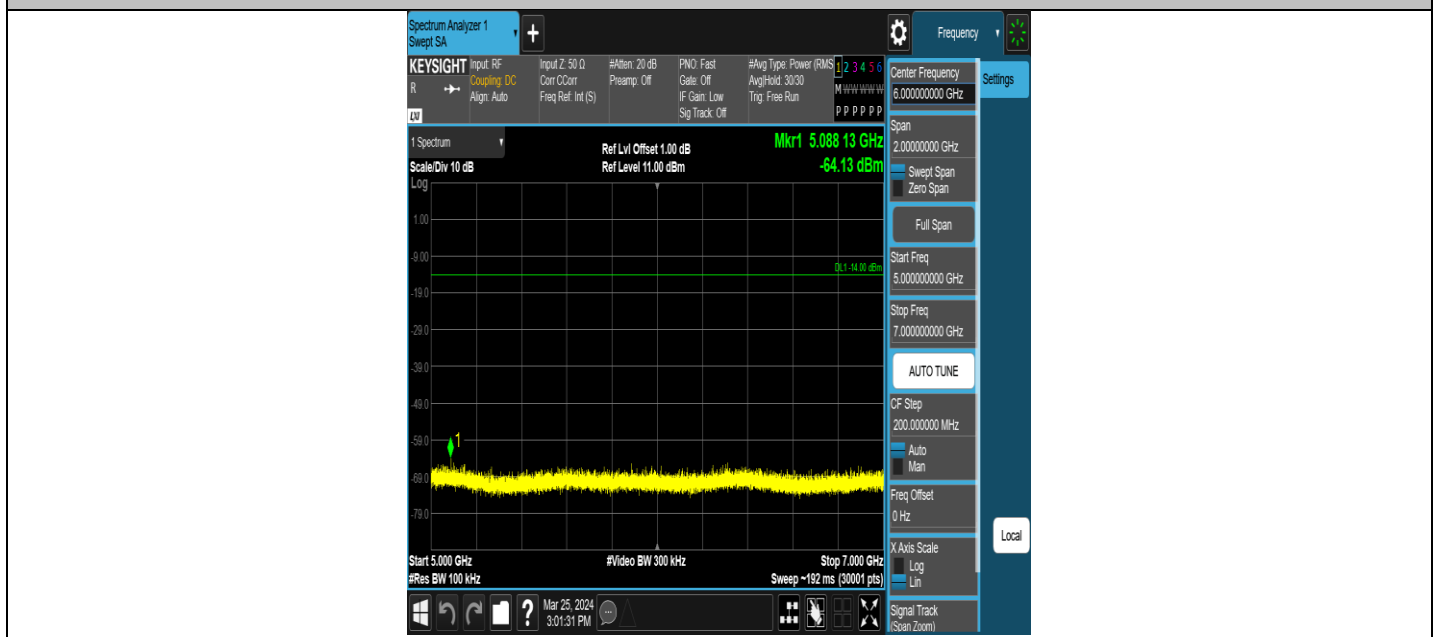 Spectrum Analyzer 1
Swept SA
+
Frequency
KEYSIGHT
R
LXI
Input: RF
Coupling: DC
Align: Auto
Input Z: 50 Ω
Corr CCorr
Freq Ref: Int (S)
#Atten: 20 dB
Preamp: Off
PNO: Fast
Gate: Off
IF Gain: Low
Sig Track: Off
#Avg Type: Power (RMS
Avg|Hold: 30/30
Trig: Free Run
1 2 3 4 5 6
M W W W W W
P P P P P P
1 Spectrum
Scale/Div 10 dB
Log
Ref Lvl Offset 1.00 dB
Ref Level 11.00 dBm
Mkr1 5.088 13 GHz
-64.13 dBm
1.00
-9.00
DL1 -14.00 dBm
-19.0
-29.0
-39.0
-49.0
-59.0
1
-69.0
-79.0
Start 5.000 GHz
#Video BW 300 kHz
Stop 7.000 GHz
#Res BW 100 kHz
Sweep ~192 ms (30001 pts)
?
Mar 25, 2024
3:01:31 PM
Center Frequency
6.000000000 GHz
Settings
Span
2.00000000 GHz
Swept Span
Zero Span
Full Span
Start Freq
5.000000000 GHz
Stop Freq
7.000000000 GHz
AUTO TUNE
CF Step
200.000000 MHz
Auto
Man
Freq Offset
0 Hz
Local
X Axis Scale
Log
Lin
Signal Track
(Span Zoom)